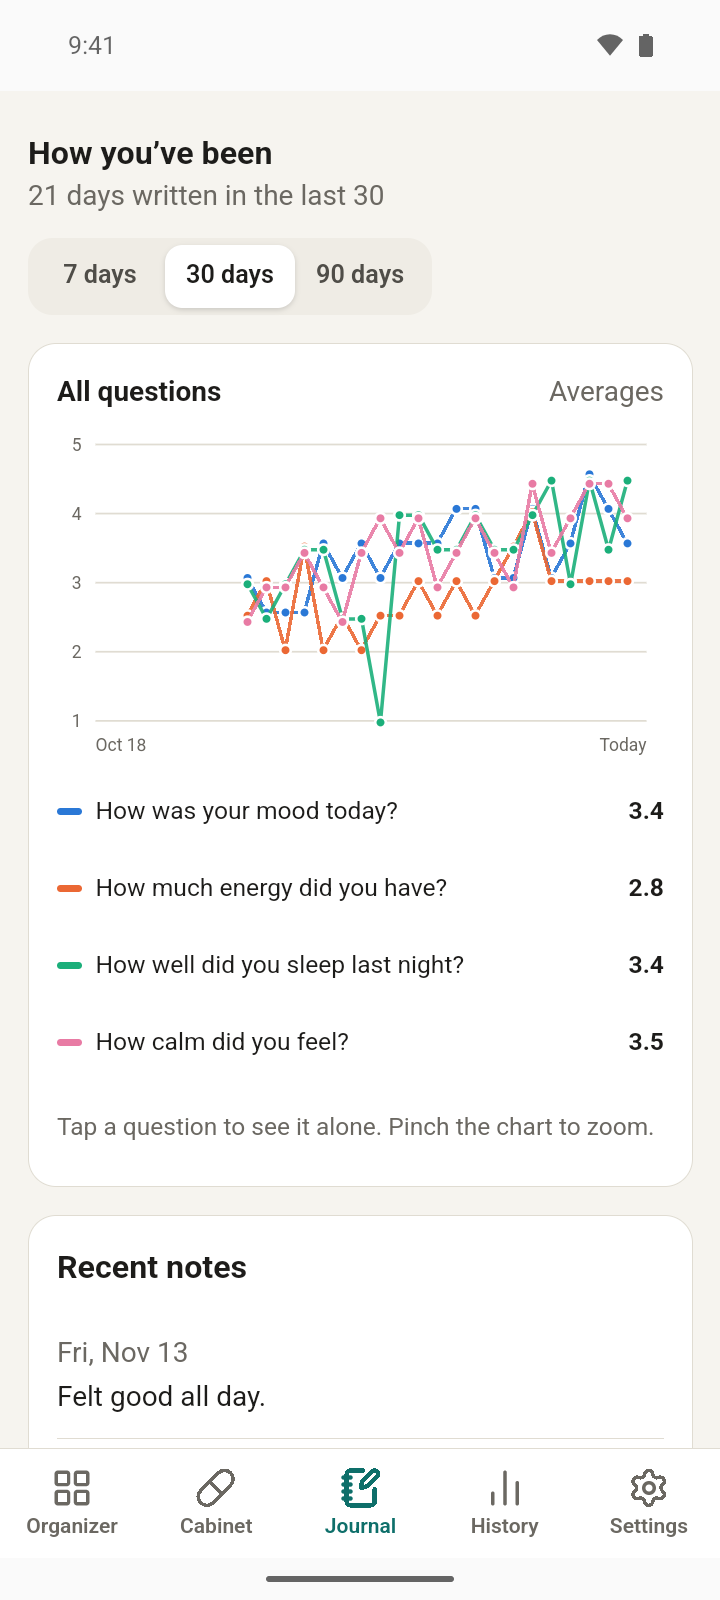 9:41
How you’ve been
21 days written in the last 30
7 days 30 days 90 days
All questions Averages
5
4
3
2
1
Oct 18 Today
How was your mood today? 3.4
How much energy did you have? 2.8
How well did you sleep last night? 3.4
How calm did you feel? 3.5
Tap a question to see it alone. Pinch the chart to zoom.
Recent notes
Fri, Nov 13
Felt good all day.
Organizer Cabinet Journal History Settings